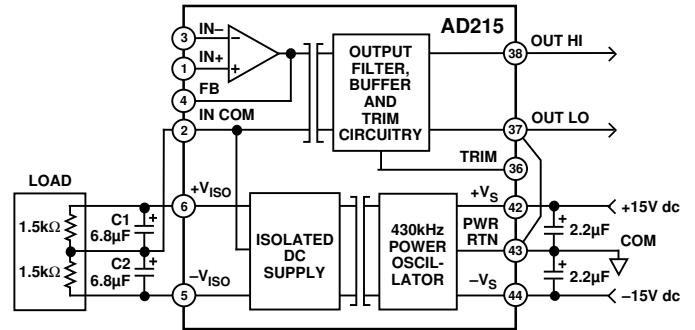 AD215
3 IN–
1 IN+
4 FB
2 IN COM
OUTPUT
FILTER,
BUFFER
AND
TRIM
CIRCUITRY
38 OUT HI
37 OUT LO
TRIM 36
LOAD
1.5kΩ
1.5kΩ
C1 +
6.8µF
C2 +
6.8µF
6 +VISO
5 –VISO
ISOLATED
DC
SUPPLY
430kHz
POWER
OSCIL-
LATOR
+VS 42
PWR
RTN 43
–VS 44
+
2.2µF
+
2.2µF
+15V dc
COM
–15V dc